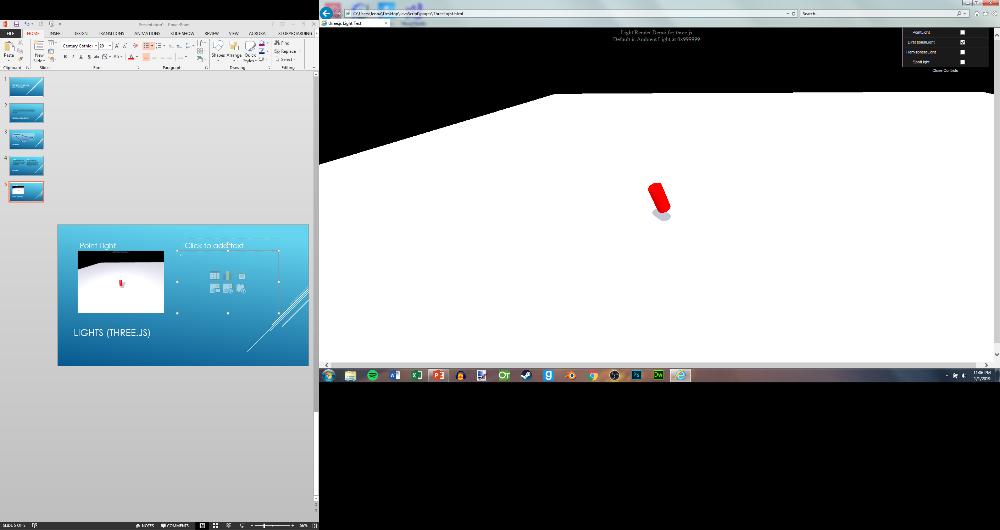 Presentation1 - PowerPoint
FILE HOME INSERT DESIGN TRANSITIONS ANIMATIONS SLIDE SHOW REVIEW VIEW ACROBAT STORYBOARDING
Century Gothic ( 20
Paste
New
Slide
B I U S abc AV Aa A
Shapes Arrange Quick
Styles
Find
Replace
Select
Clipboard Slides Font Paragraph Drawing Editing
1
2
3
4
5
Point Light
Click to add text
LIGHTS (THREE.JS)
SLIDE 5 OF 5 NOTES COMMENTS 56%
C:\Users\Jenna\Desktop\JavaScript\pages\ThreeLight.html
Search...
three.js Light Test
Light Render Demo for three.js
Default is Ambient Light at 0x999999
PointLight
DirectionalLight
HemisphereLight
SpotLight
Close Controls
11:06 PM
1/1/2019